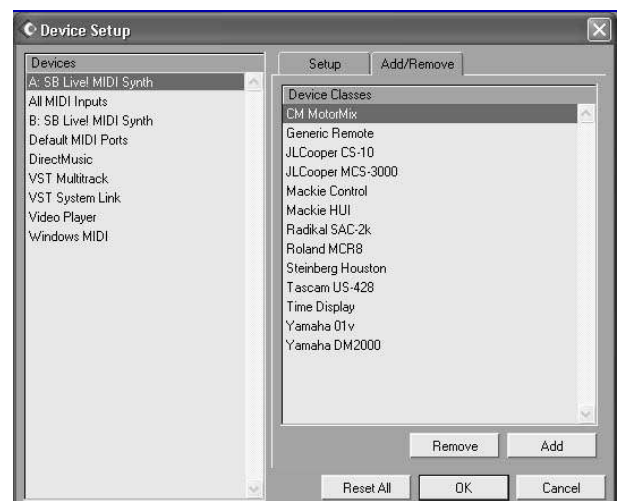 Device Setup
Devices
A: SB Live! MIDI Synth
All MIDI Inputs
B: SB Live! MIDI Synth
Default MIDI Ports
DirectMusic
VST Multitrack
VST System Link
Video Player
Windows MIDI
Setup
Add/Remove
Device Classes
CM MotorMix
Generic Remote
JLCooper CS-10
JLCooper MCS-3000
Mackie Control
Mackie HUI
Radikal SAC-2k
Roland MCR8
Steinberg Houston
Tascam US-428
Time Display
Yamaha 01v
Yamaha DM2000
Remove
Add
Reset All
OK
Cancel